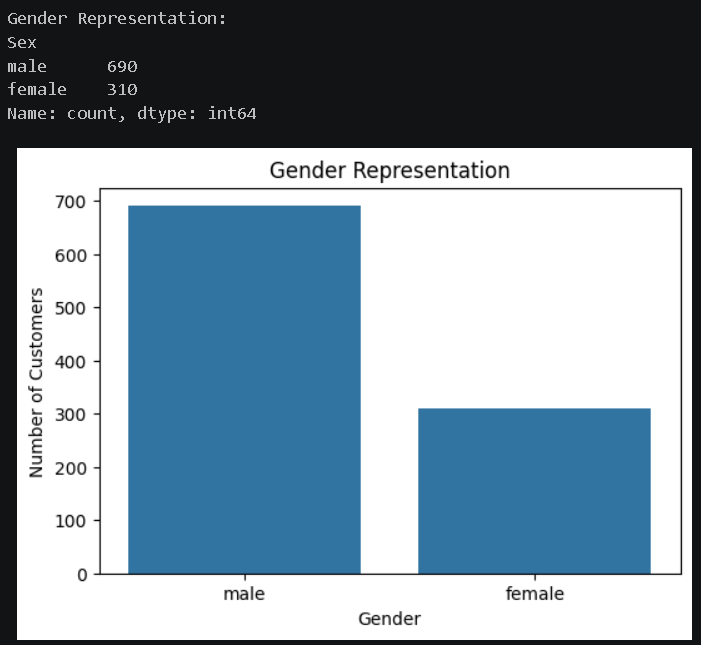 Gender Representation:
Sex
male      690
female    310
Name: count, dtype: int64
Gender Representation
Number of Customers
700
600
500
400
300
200
100
0
male female
Gender